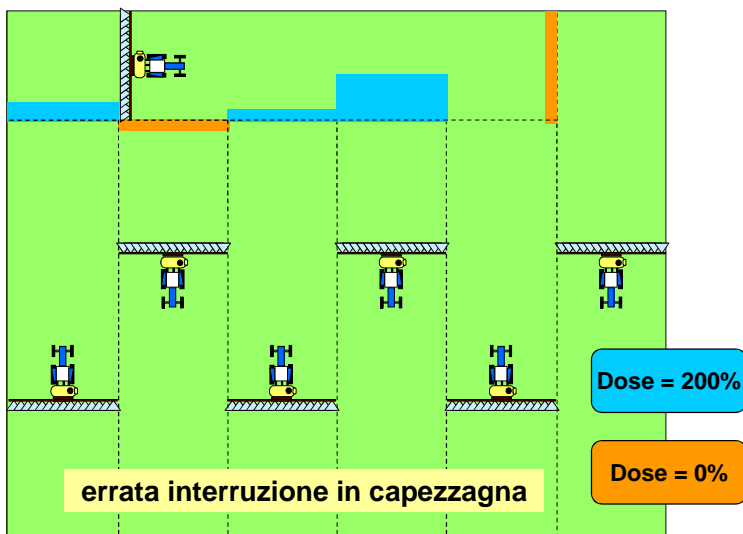 Dose = 200%
Dose = 0%
errata interruzione in capezzagna